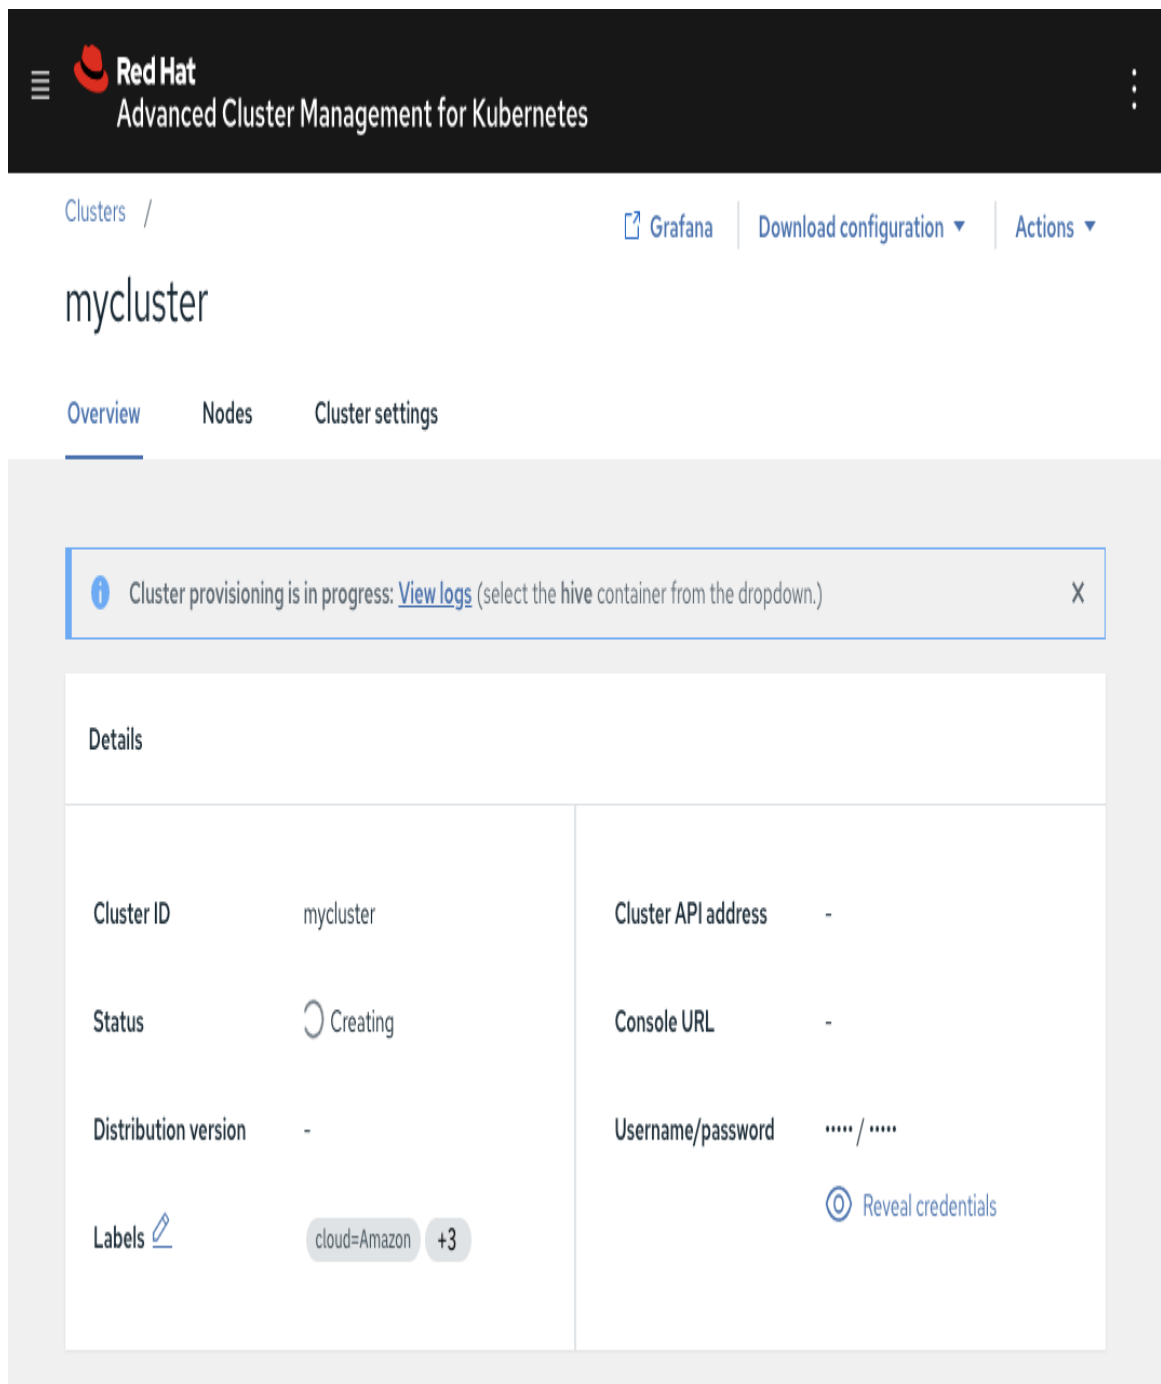 Red Hat
Advanced Cluster Management for Kubernetes
Clusters /
Grafana
Download configuration
Actions
mycluster
Overview
Nodes
Cluster settings
Cluster provisioning is in progress: View logs (select the hive container from the dropdown.)
Details
Cluster ID mycluster
Status Creating
Distribution version -
Labels cloud=Amazon +3
Cluster API address -
Console URL -
Username/password ••••• / •••••
Reveal credentials